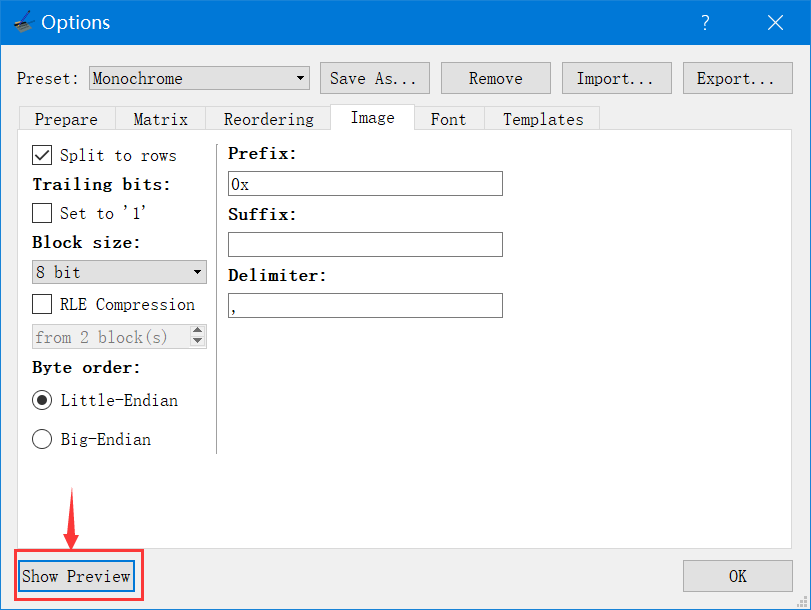 Options
?
Preset: Monochrome Save As... Remove Import... Export...
Prepare Matrix Reordering Image Font Templates
Split to rows
Trailing bits:
Set to '1'
Block size:
8 bit
RLE Compression
from 2 block(s)
Byte order:
Little-Endian
Big-Endian
Prefix:
0x
Suffix:
Delimiter:
,
Show Preview
OK